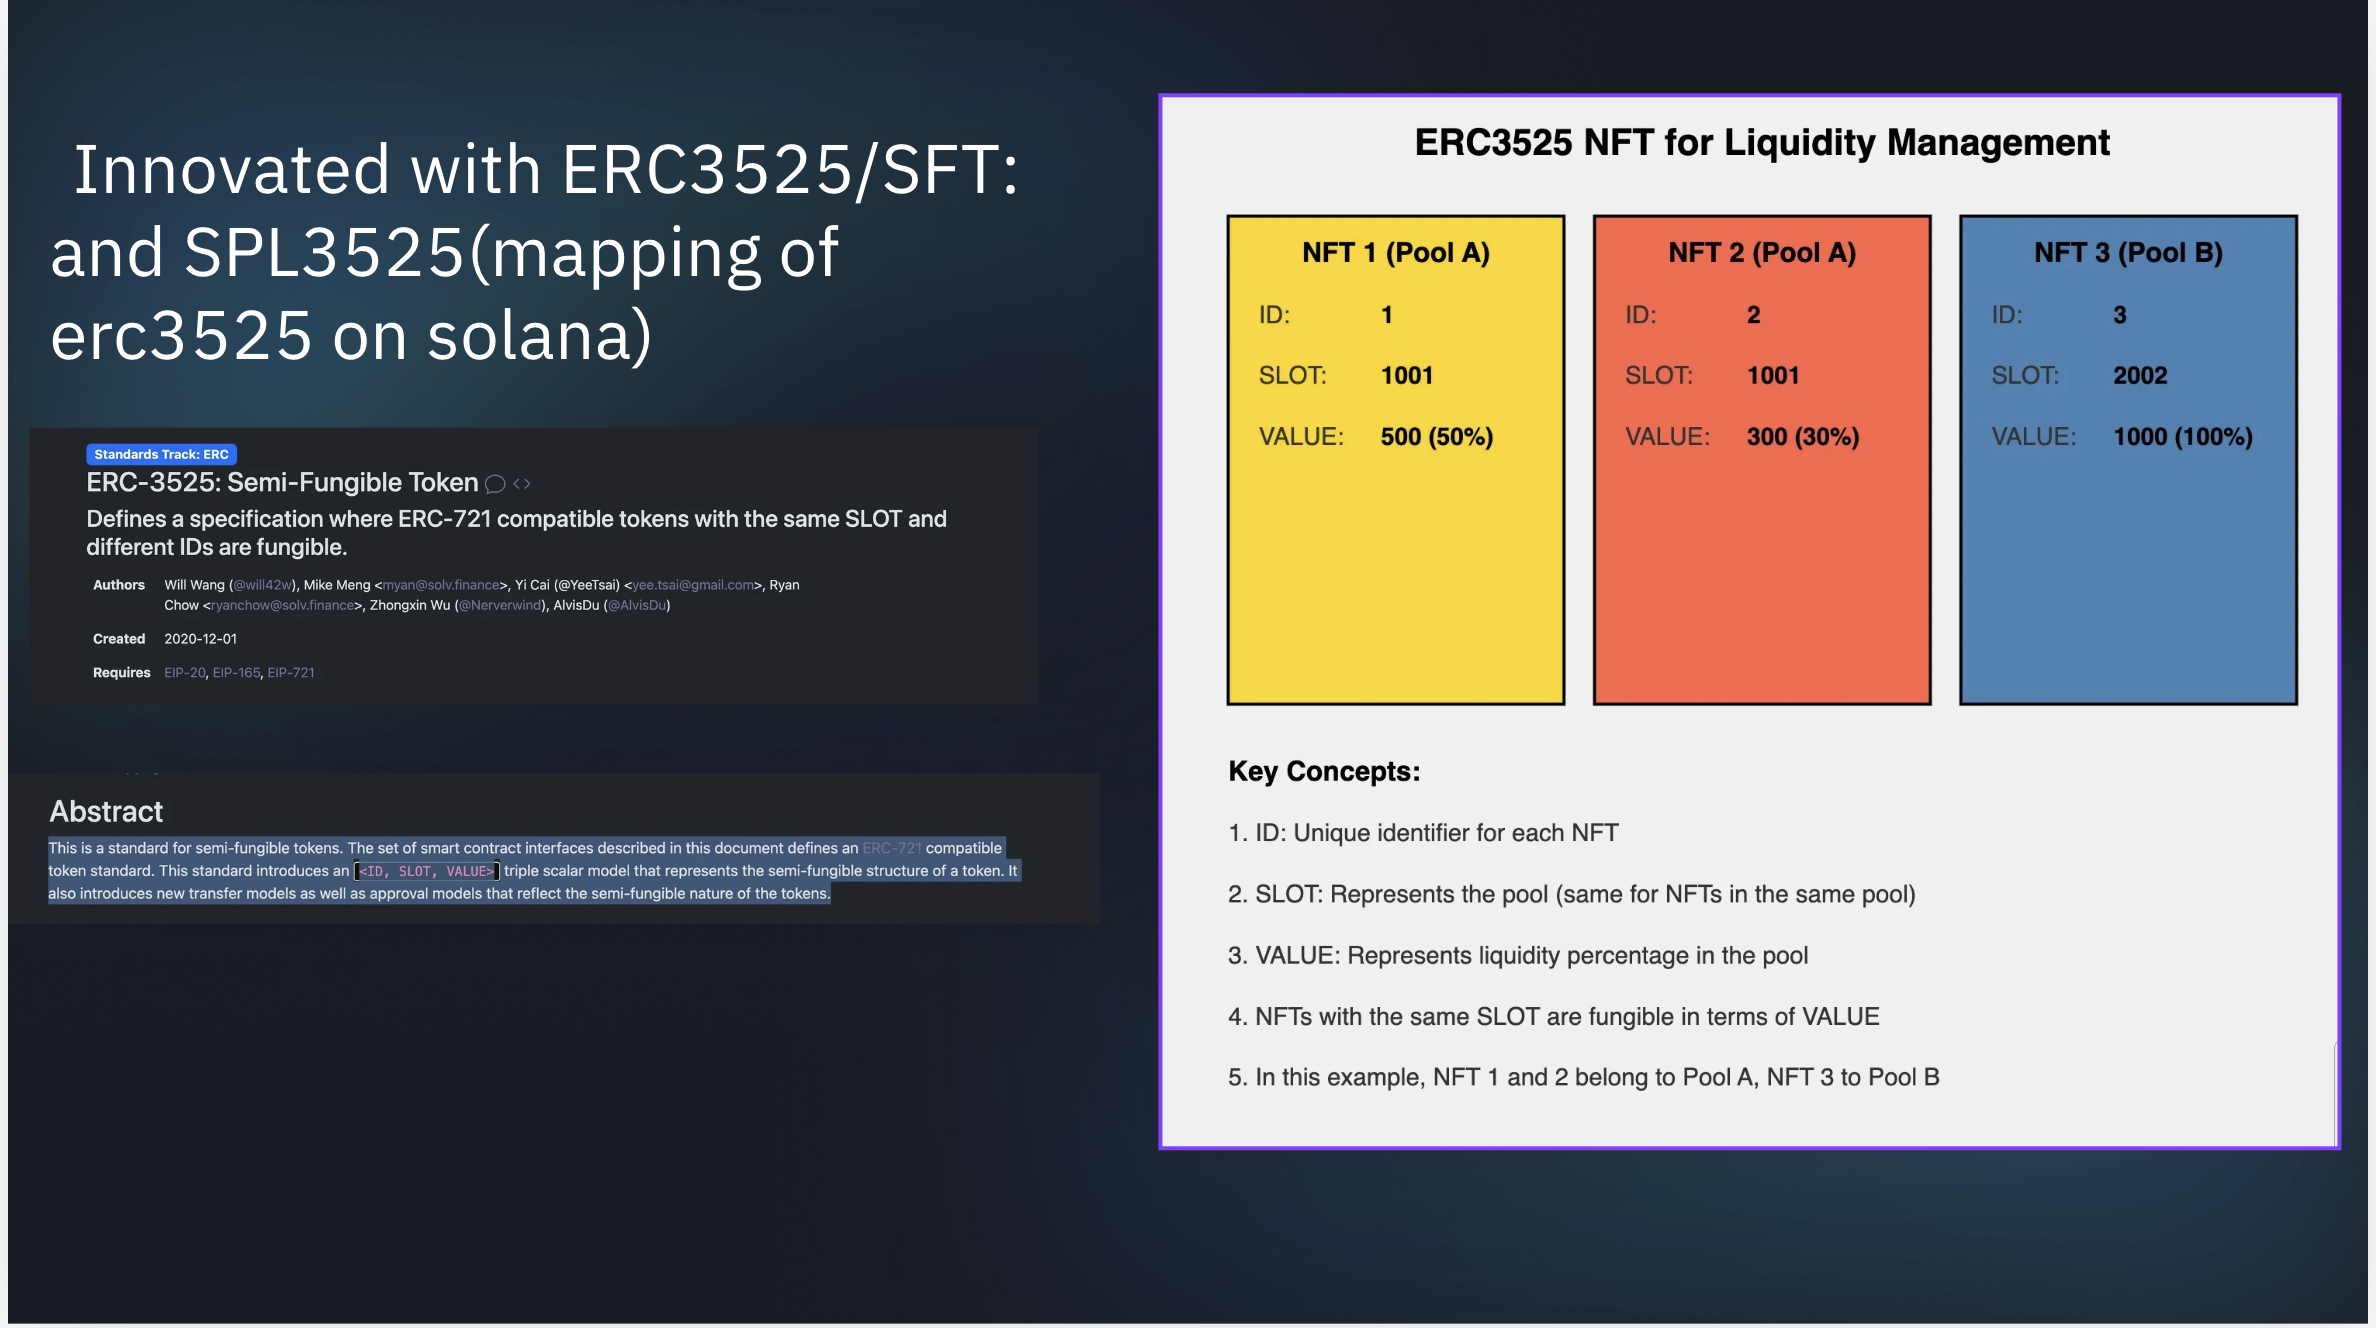 Innovated with ERC3525/SFT:
and SPL3525(mapping of
erc3525 on solana)
Standards Track: ERC
ERC-3525: Semi-Fungible Token
Defines a specification where ERC-721 compatible tokens with the same SLOT and
different IDs are fungible.
Authors Will Wang (@will42w), Mike Meng <myan@solv.finance>, Yi Cai (@YeeTsai) <yee.tsai@gmail.com>, Ryan
Chow <ryanchow@solv.finance>, Zhongxin Wu (@Nerverwind), AlvisDu (@AlvisDu)
Created 2020-12-01
Requires EIP-20, EIP-165, EIP-721
Abstract
This is a standard for semi-fungible tokens. The set of smart contract interfaces described in this document defines an ERC-721 compatible
token standard. This standard introduces an <ID, SLOT, VALUE> triple scalar model that represents the semi-fungible structure of a token. It
also introduces new transfer models as well as approval models that reflect the semi-fungible nature of the tokens.
ERC3525 NFT for Liquidity Management
NFT 1 (Pool A)
ID: 1
SLOT: 1001
VALUE: 500 (50%)
NFT 2 (Pool A)
ID: 2
SLOT: 1001
VALUE: 300 (30%)
NFT 3 (Pool B)
ID: 3
SLOT: 2002
VALUE: 1000 (100%)
Key Concepts:
1. ID: Unique identifier for each NFT
2. SLOT: Represents the pool (same for NFTs in the same pool)
3. VALUE: Represents liquidity percentage in the pool
4. NFTs with the same SLOT are fungible in terms of VALUE
5. In this example, NFT 1 and 2 belong to Pool A, NFT 3 to Pool B